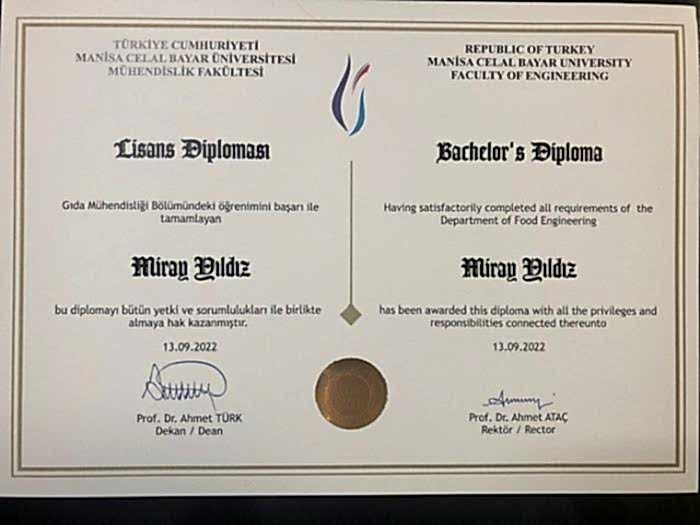 TÜRKİYE CUMHURİYETİ
MANİSA CELAL BAYAR ÜNİVERSİTESİ
MÜHENDİSLİK FAKÜLTESİ
Lisans Diploması
Gıda Mühendisliği Bölümündeki öğrenimini başarı ile
tamamlayan
Miray Yıldız
bu diplomayı bütün yetki ve sorumlulukları ile birlikte
almaya hak kazanmıştır.
13.09.2022
Prof. Dr. Ahmet TÜRK
Dekan / Dean
REPUBLIC OF TURKEY
MANİSA CELAL BAYAR UNIVERSITY
FACULTY OF ENGINEERING
Bachelor's Diploma
Having satisfactorily completed all requirements of the
Department of Food Engineering
Miray Yıldız
has been awarded this diploma with all the privileges and
responsibilities connected thereunto
13.09.2022
Prof. Dr. Ahmet ATAÇ
Rektör / Rector